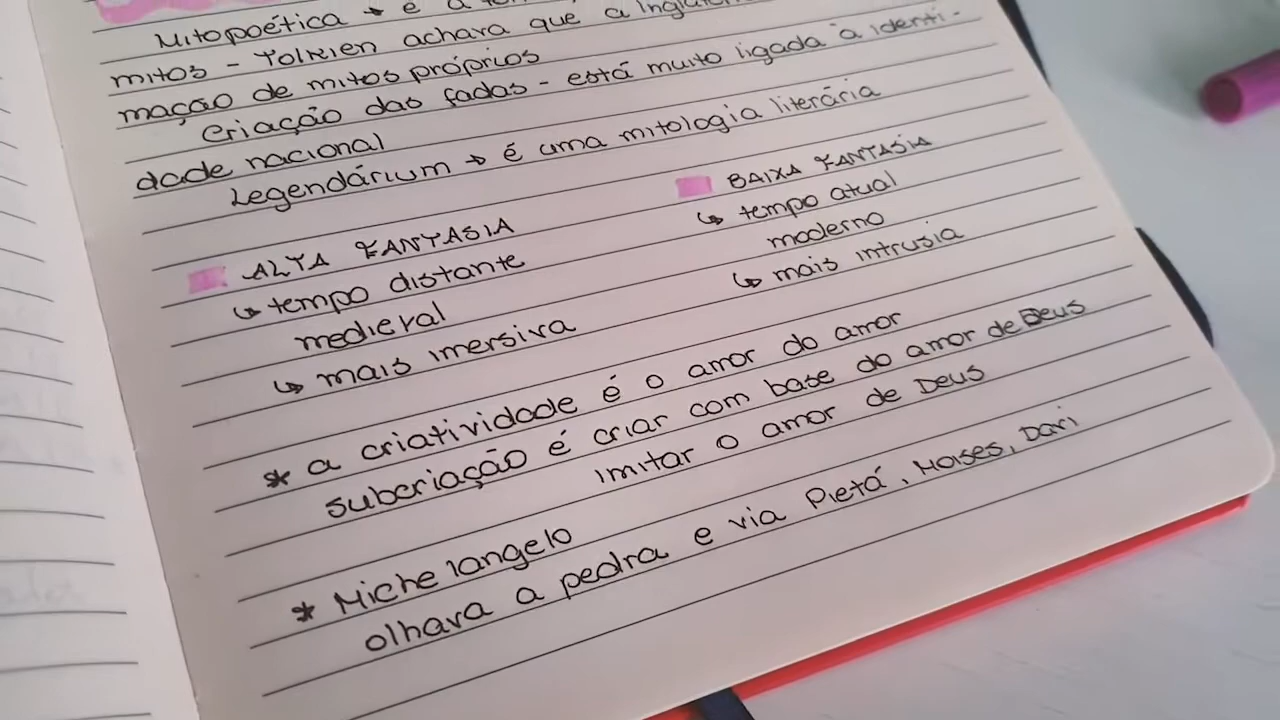 Mitopoética → é a
mitos - Tolkien achava que a
mação de mitos próprios
Criação das fadas - está muito ligada à identi-
dade nacional
Legendárium → é uma mitologia literária
ALTA FANTASIA
↳ tempo distante
medieval
↳ mais imersiva
BAIXA FANTASIA
↳ tempo atual
moderno
↳ mais intrusia
* a criatividade é o amor do amor
subcriação é criar com base do amor de Deus
imitar o amor de Deus
* Michelangelo
olhava a pedra e via Pietá, Moises, Davi